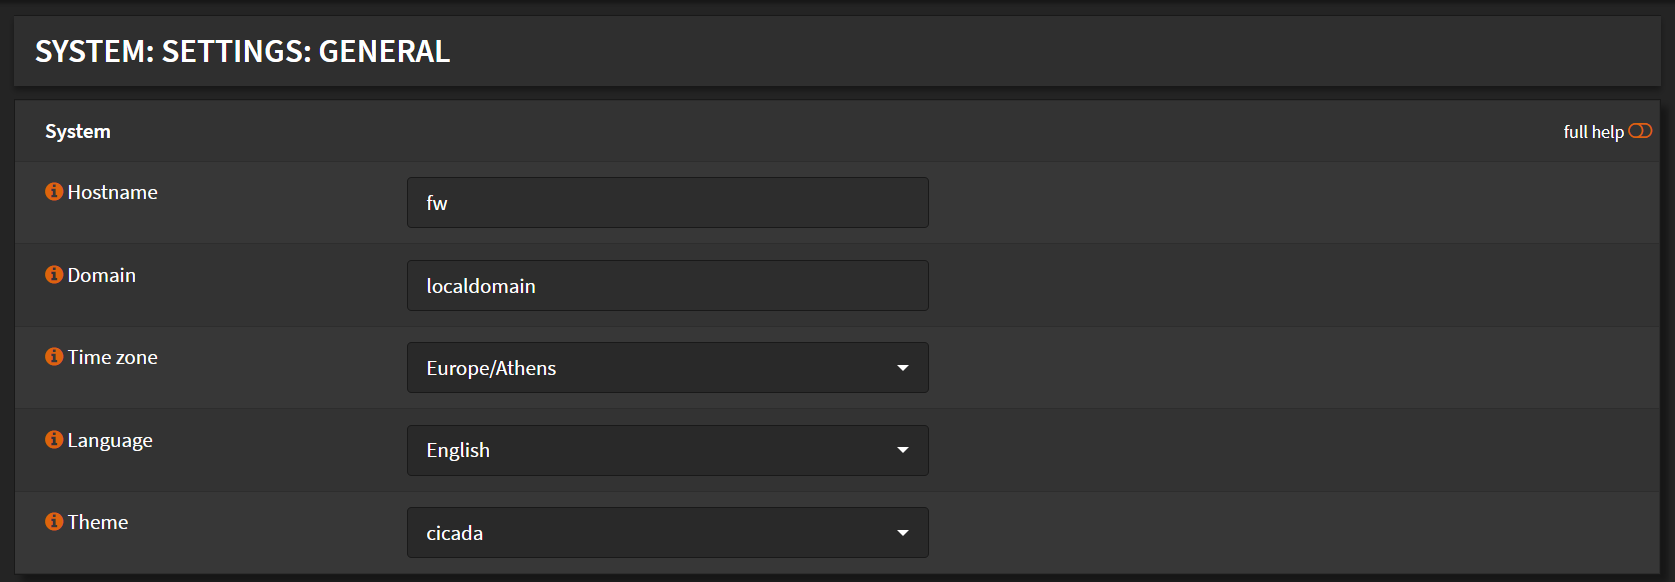 SYSTEM: SETTINGS: GENERAL
System
full help
Hostname
fw
Domain
localdomain
Time zone
Europe/Athens
Language
English
Theme
cicada